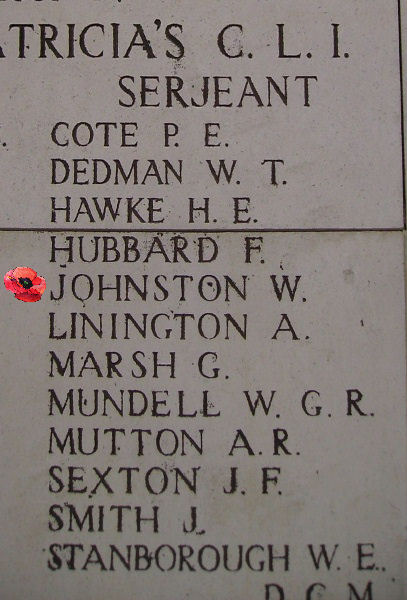 ATRICIA'S C. L. I.
SERJEANT
COTE P. E.
DEDMAN W. T.
HAWKE H. E.
HUBBARD F.
JOHNSTON W.
LININGTON A.
MARSH G.
MUNDELL W. G. R.
MUTTON A. R.
SEXTON J. F.
SMITH J.
STANBOROUGH W. E.
D. C. M.